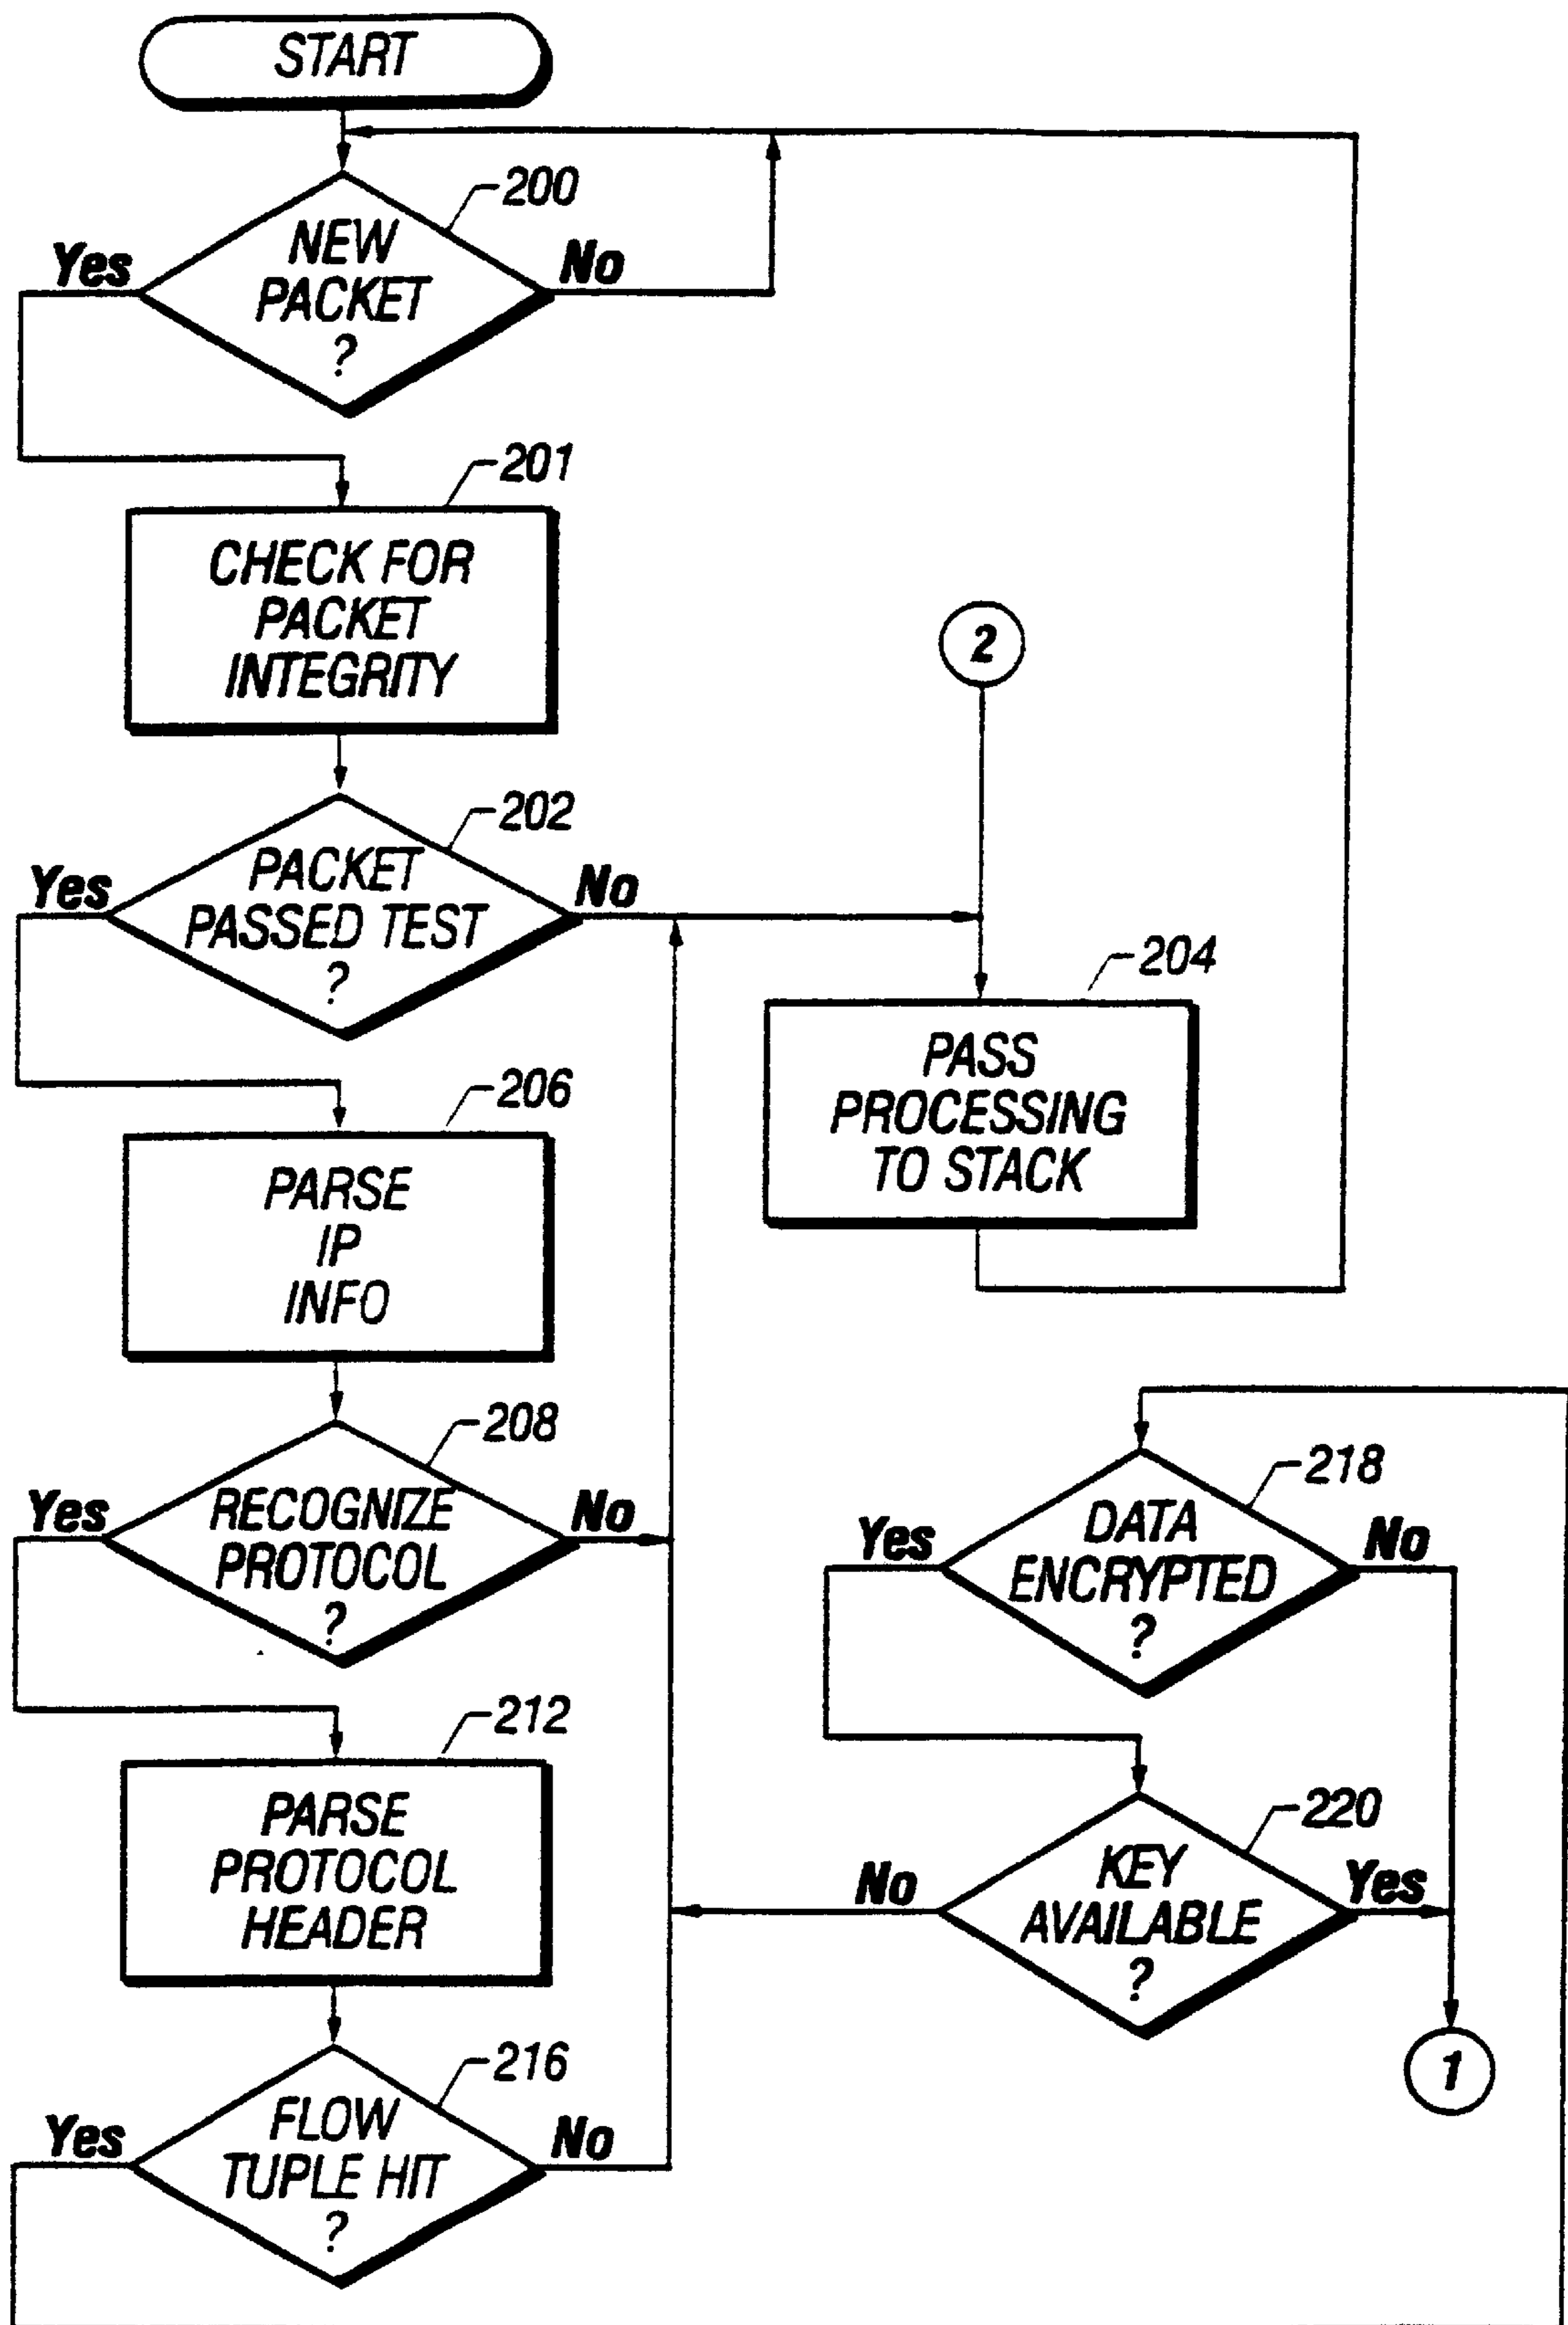 START
200
NEW
PACKET
?
Yes
No
201
CHECK FOR
PACKET
INTEGRITY
2
202
PACKET
PASSED TEST
?
Yes
No
204
PASS
PROCESSING
TO STACK
206
PARSE
IP
INFO
208
RECOGNIZE
PROTOCOL
?
Yes
No
212
PARSE
PROTOCOL
HEADER
216
FLOW
TUPLE HIT
?
Yes
No
218
DATA
ENCRYPTED
?
Yes
No
220
KEY
AVAILABLE
?
No
Yes
1